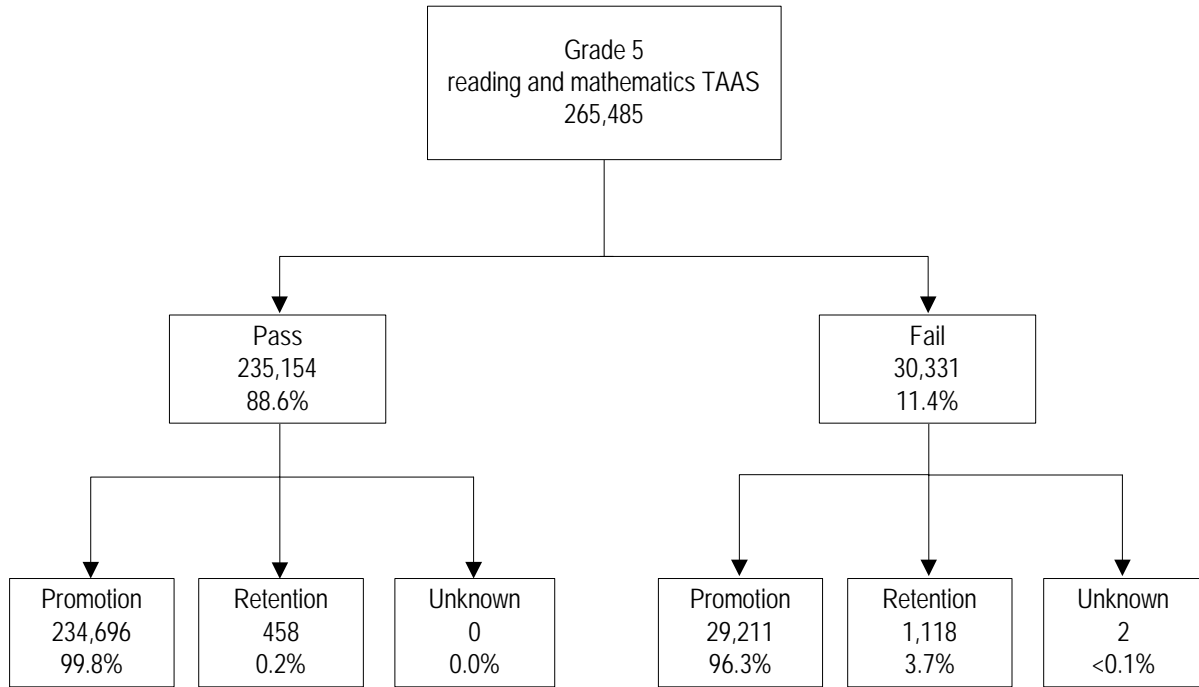 Grade 5
reading and mathematics TAAS
265,485
Pass
235,154
88.6%
Fail
30,331
11.4%
Promotion
234,696
99.8%
Retention
458
0.2%
Unknown
0
0.0%
Promotion
29,211
96.3%
Retention
1,118
3.7%
Unknown
2
<0.1%